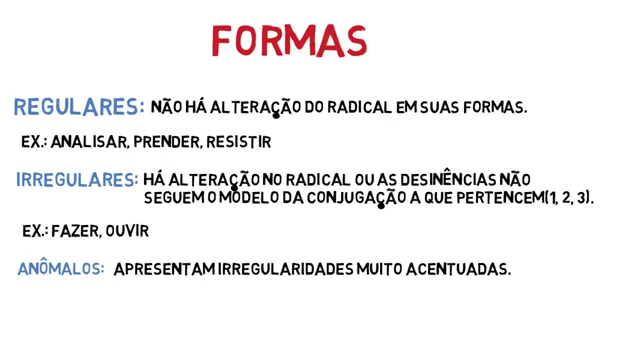 FORMAS
REGULARES: NÃO HÁ ALTERAÇÃO DO RADICAL EM SUAS FORMAS.
EX.: ANALISAR, PRENDER, RESISTIR
IRREGULARES: HÁ ALTERAÇÃO NO RADICAL OU AS DESINÊNCIAS NÃO
SEGUEM O MODELO DA CONJUGAÇÃO A QUE PERTENCEM(1, 2, 3).
EX.: FAZER, OUVIR
ANÔMALOS: APRESENTAM IRREGULARIDADES MUITO ACENTUADAS.